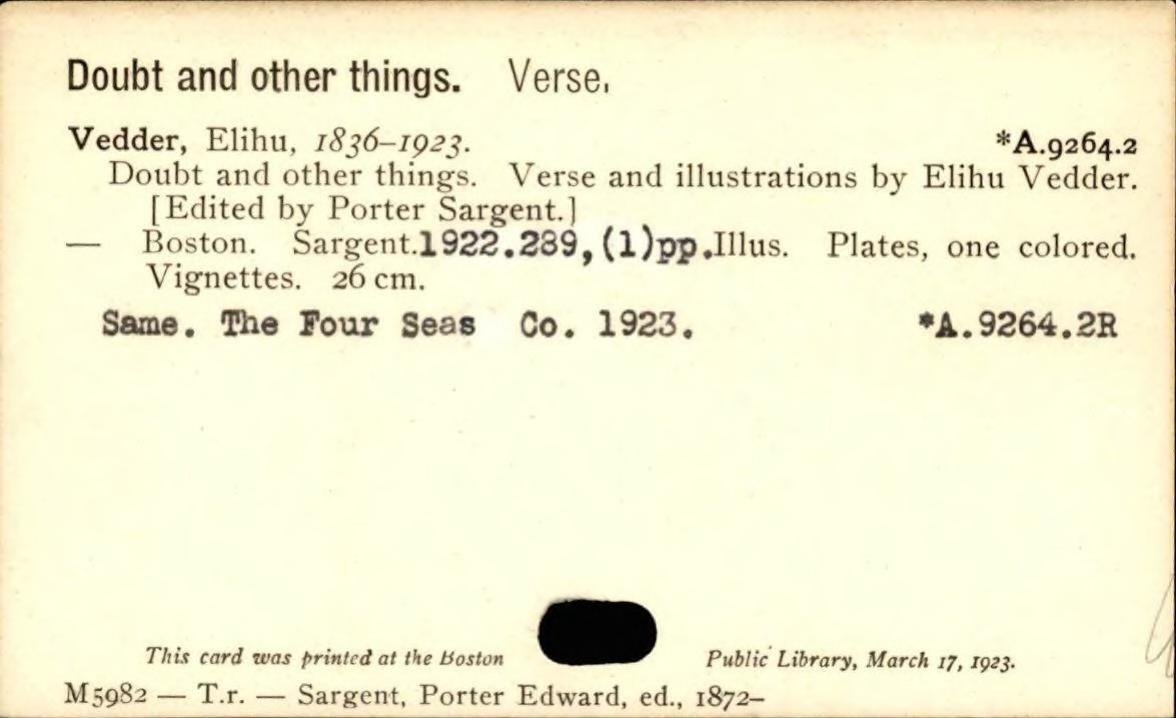 Doubt and other things. Verse.
Vedder, Elihu, 1836–1923. *A.9264.2
Doubt and other things. Verse and illustrations by Elihu Vedder.
[Edited by Porter Sargent.]
— Boston. Sargent.1922.289,(1)pp.Illus. Plates, one colored.
Vignettes. 26 cm.
Same. The Four Seas Co. 1923. *A.9264.2R
This card was printed at the Boston Public Library, March 17, 1923.
M5982 — T.r. — Sargent, Porter Edward, ed., 1872–